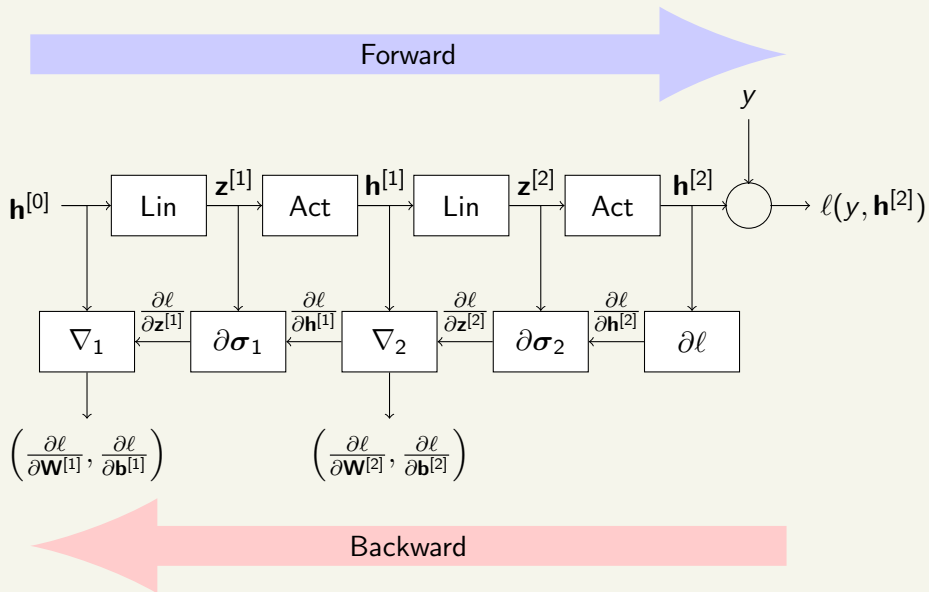 Forward
y
𝐡^{[0]} Lin 𝐳^{[1]} Act 𝐡^{[1]} Lin 𝐳^{[2]} Act 𝐡^{[2]} ℓ(y, 𝐡^{[2]})
∇₁ ∂ℓ/∂𝐳^{[1]} ∂𝝈₁ ∂ℓ/∂𝐡^{[1]} ∇₂ ∂ℓ/∂𝐳^{[2]} ∂𝝈₂ ∂ℓ/∂𝐡^{[2]} ∂ℓ
(∂ℓ/∂𝐖^{[1]}, ∂ℓ/∂𝐛^{[1]}) (∂ℓ/∂𝐖^{[2]}, ∂ℓ/∂𝐛^{[2]})
Backward